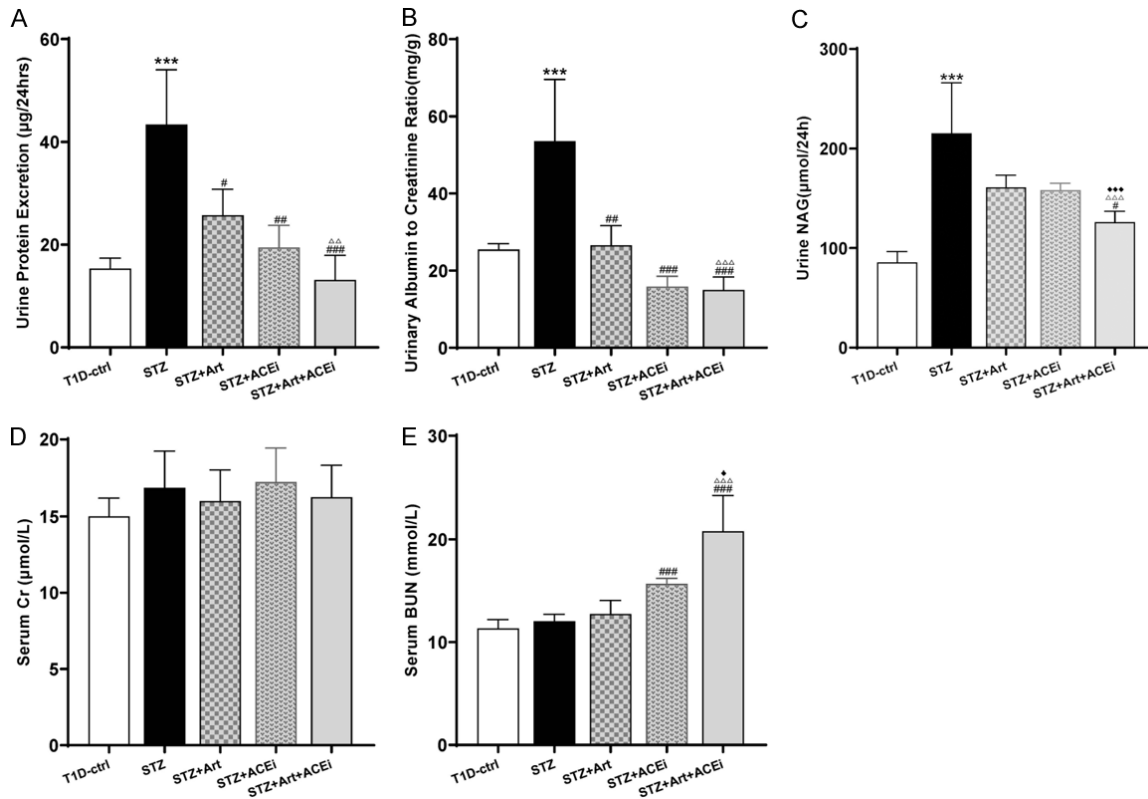 A
Urine Protein Excretion (μg/24hrs)
60
40
20
0
***
#
##
△△
###
T1D-ctrl
STZ
STZ+Art
STZ+ACEi
STZ+Art+ACEi
B
Urinary Albumin to Creatinine Ratio(mg/g)
80
60
40
20
0
***
##
###
△△△
###
T1D-ctrl
STZ
STZ+Art
STZ+ACEi
STZ+Art+ACEi
C
Urine NAG(μmol/24h)
300
200
100
0
***
◆◆◆
△△△
#
T1D-ctrl
STZ
STZ+Art
STZ+ACEi
STZ+Art+ACEi
D
Serum Cr (μmol/L)
20
15
10
5
0
T1D-ctrl
STZ
STZ+Art
STZ+ACEi
STZ+Art+ACEi
E
Serum BUN (mmol/L)
30
20
10
0
###
◆
△△△
###
T1D-ctrl
STZ
STZ+Art
STZ+ACEi
STZ+Art+ACEi